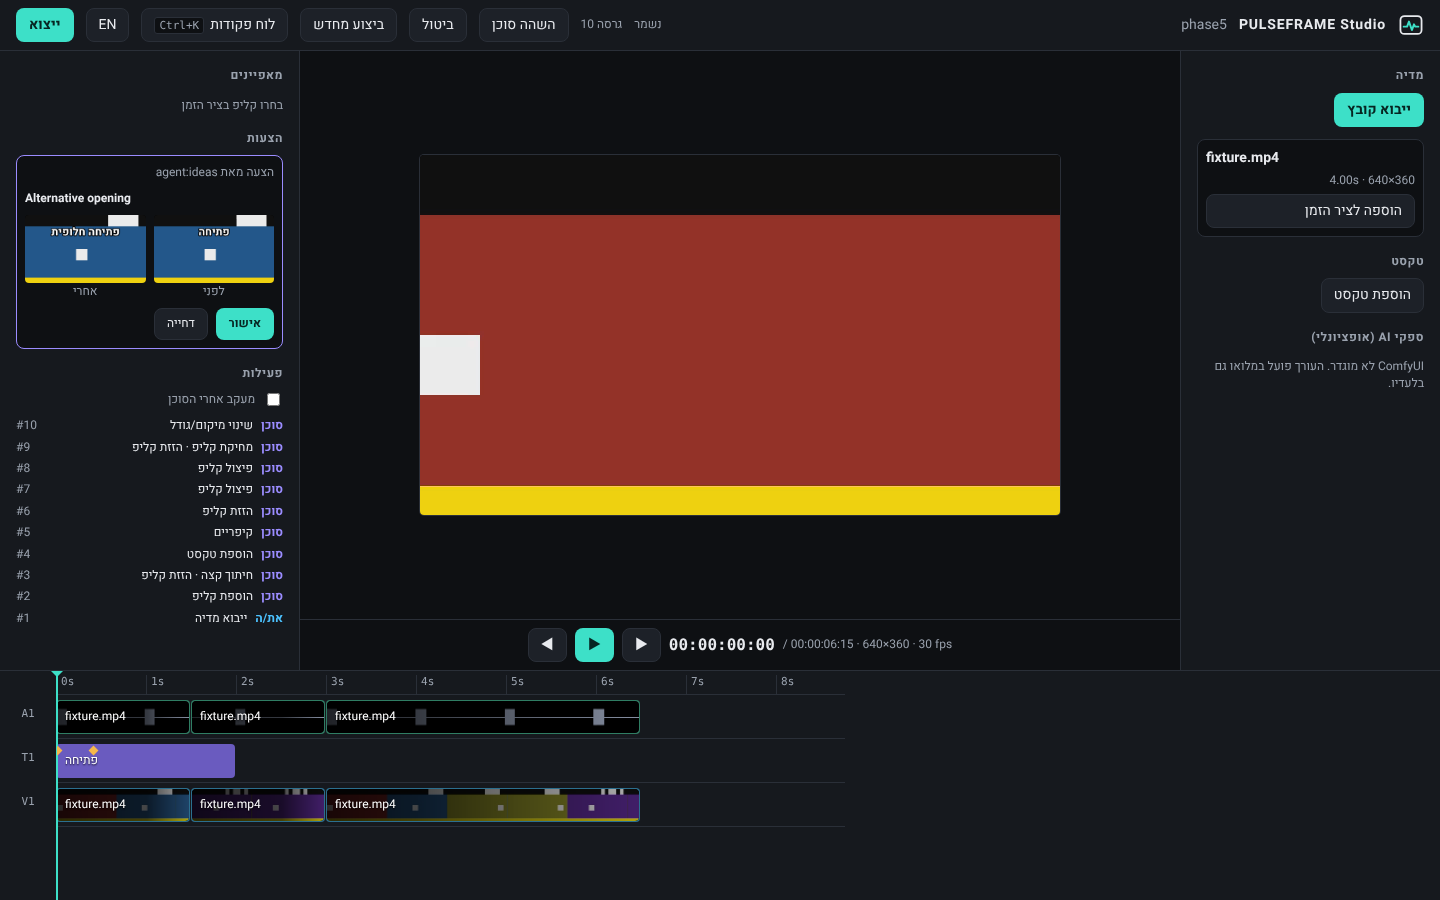 PULSEFRAME Studio phase5
נשמר גרסה 10 השהה סוכן ביטול ביצוע מחדש לוח פקודות Ctrl+K EN ייצוא
מדיה
ייבוא קובץ
fixture.mp4
4.00s · 640×360
הוספה לציר הזמן
טקסט
הוספת טקסט
ספקי AI (אופציונלי)
ComfyUI לא מוגדר. העורך פועל במלואו גם
בלעדיו.
00:00:00:00 / 00:00:06:15 · 640×360 · 30 fps
מאפיינים
בחרו קליפ בציר הזמן
הצעות
הצעה מאת agent:ideas
Alternative opening
פתיחה
לפני
פתיחה חלופית
אחרי
אישור דחייה
פעילות
מעקב אחרי הסוכן
סוכן שינוי מיקום/גודל #10
סוכן מחיקת קליפ · הזזת קליפ #9
סוכן פיצול קליפ #8
סוכן פיצול קליפ #7
סוכן הזזת קליפ #6
סוכן קיפריים #5
סוכן הוספת טקסט #4
סוכן חיתוך קצה · הזזת קליפ #3
סוכן הוספת קליפ #2
את/ה ייבוא מדיה #1
0s 1s 2s 3s 4s 5s 6s 7s 8s
A1 fixture.mp4 fixture.mp4 fixture.mp4
T1 פתיחה
V1 fixture.mp4 fixture.mp4 fixture.mp4